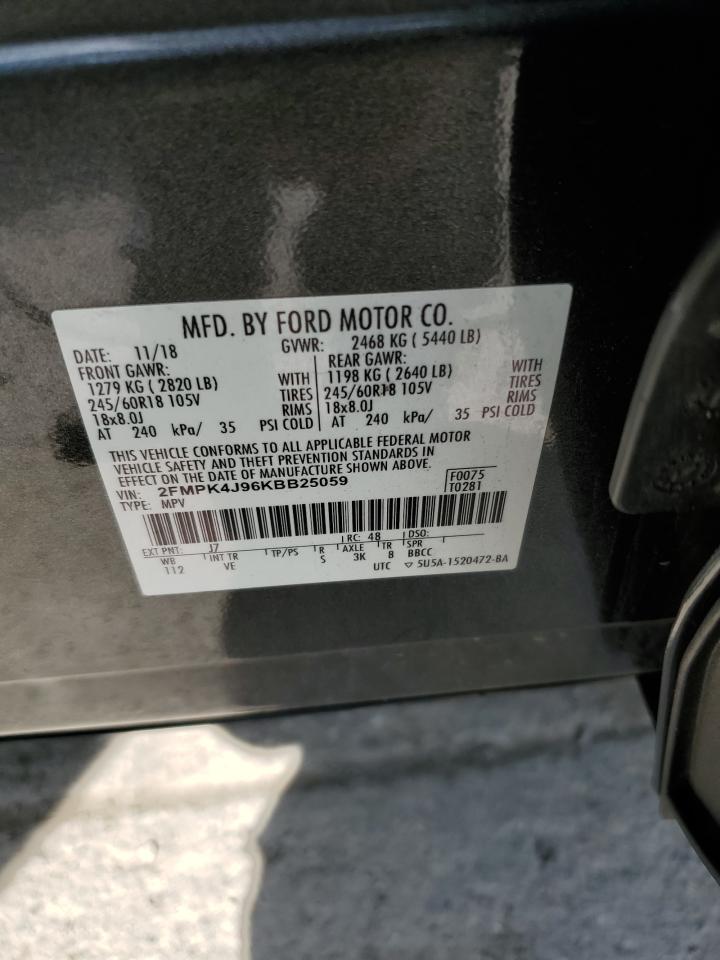 MFD. BY FORD MOTOR CO.
DATE: 11/18 GVWR: 2468 KG ( 5440 LB)
FRONT GAWR: REAR GAWR:
1279 KG ( 2820 LB) WITH 1198 KG ( 2640 LB) WITH
245/60R18 105V TIRES 245/60R18 105V TIRES
18x8.0J RIMS 18x8.0J RIMS
AT 240 kPa/ 35 PSI COLD AT 240 kPa/ 35 PSI COLD
THIS VEHICLE CONFORMS TO ALL APPLICABLE FEDERAL MOTOR
VEHICLE SAFETY AND THEFT PREVENTION STANDARDS IN
EFFECT ON THE DATE OF MANUFACTURE SHOWN ABOVE.
VIN: 2FMPK4J96KBB25059 F0075
TYPE: MPV T0281
EXT PNT: J7 RC: 48 DSO:
WB INT TR TP/PS R AXLE TR SPR
112 VE S 3K 8 BBCC
UTC ▽ 5U5A-1520472-BA